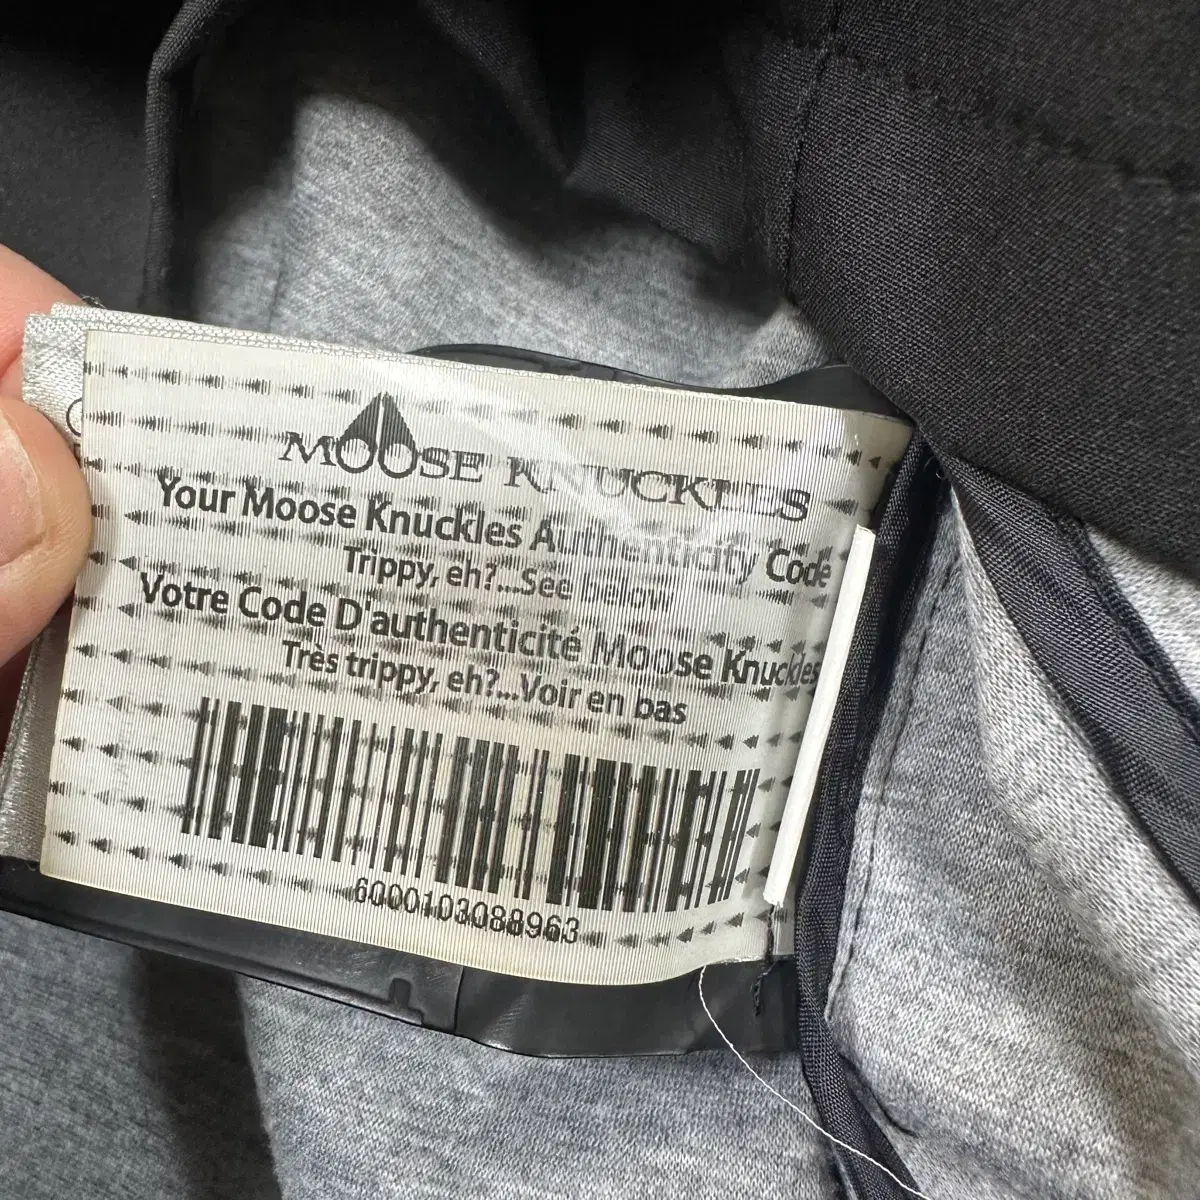 MOOSE KNUCKLES
Your Moose Knuckles Authenticity Code
Trippy, eh?...See below
Votre Code D'authenticité Moose Knuckles
Très trippy, eh?...Voir en bas
6000103088963